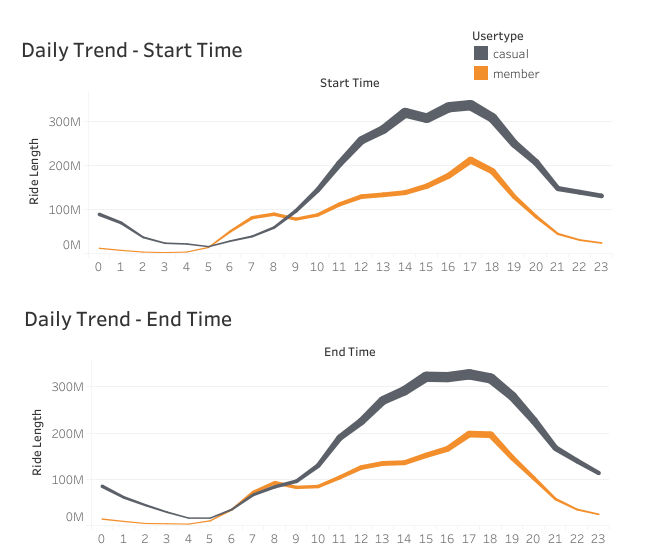 Daily Trend - Start Time
Usertype
casual
member
Start Time
Ride Length
300M
200M
100M
0M
0 1 2 3 4 5 6 7 8 9 10 11 12 13 14 15 16 17 18 19 20 21 22 23
Daily Trend - End Time
End Time
Ride Length
300M
200M
100M
0M
0 1 2 3 4 5 6 7 8 9 10 11 12 13 14 15 16 17 18 19 20 21 22 23